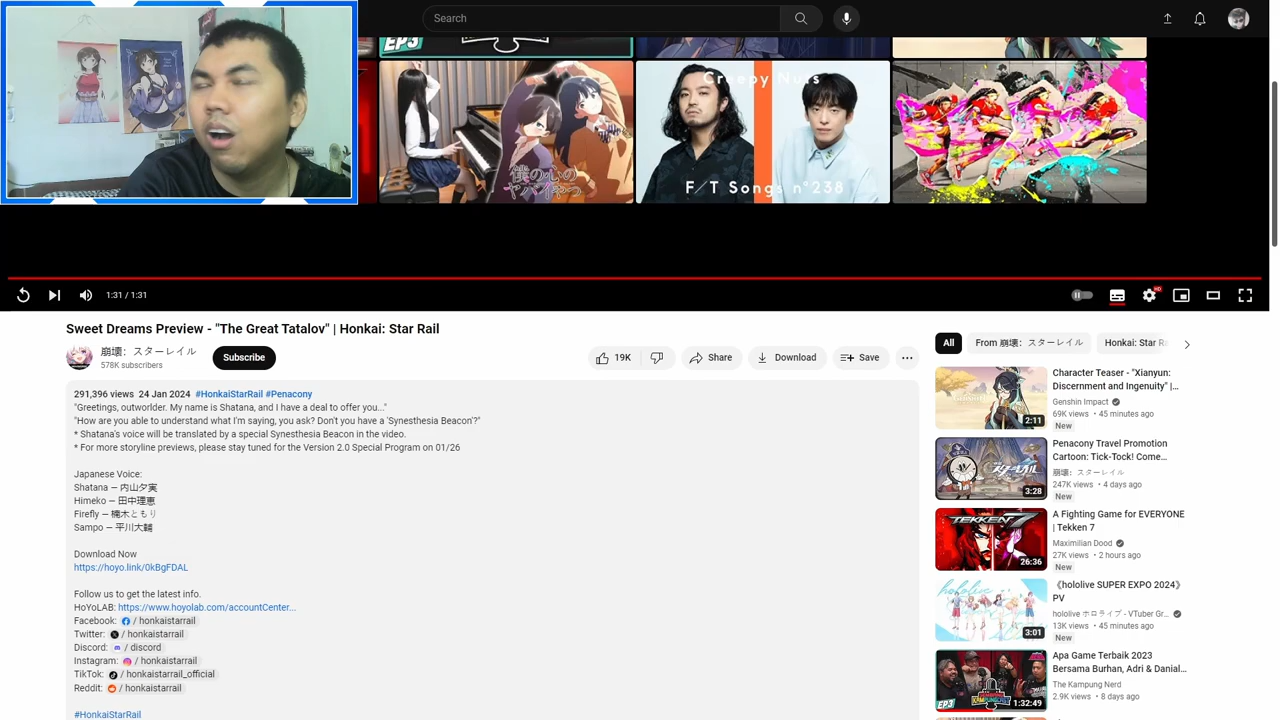 Search
EP3
Creepy Nuts
僕の心の
ヤバイやつ
F/T Songs n°238
1:31 / 1:31
HD
Sweet Dreams Preview - "The Great Tatalov" | Honkai: Star Rail
崩壊：スターレイル
578K subscribers
Subscribe
19K
Share
Download
Save
291,396 views 24 Jan 2024 #HonkaiStarRail #Penacony
"Greetings, outworlder. My name is Shatana, and I have a deal to offer you..."
"How are you able to understand what I'm saying, you ask? Don't you have a 'Synesthesia Beacon'?"
* Shatana's voice will be translated by a special Synesthesia Beacon in the video.
* For more storyline previews, please stay tuned for the Version 2.0 Special Program on 01/26
Japanese Voice:
Shatana — 内山夕実
Himeko — 田中理恵
Firefly — 楠木ともり
Sampo — 平川大輔
Download Now
https://hoyo.link/0kBgFDAL
Follow us to get the latest info.
HoYoLAB: https://www.hoyolab.com/accountCenter...
Facebook: / honkaistarrail
Twitter: / honkaistarrail
Discord: / discord
Instagram: / honkaistarrail
TikTok: / honkaistarrail_official
Reddit: / honkaistarrail
#HonkaiStarRail
All
From 崩壊：スターレイル
Honkai: Star R
Character Teaser - "Xianyun: Discernment and Ingenuity" |...
Genshin Impact
69K views • 45 minutes ago
New
2:11
Penacony Travel Promotion Cartoon: Tick-Tock! Come...
崩壊：スターレイル
247K views • 4 days ago
New
3:28
A Fighting Game for EVERYONE | Tekken 7
Maximilian Dood
27K views • 2 hours ago
New
TEKKEN 7
26:36
《hololive SUPER EXPO 2024》 PV
hololive ホロライブ - VTuber Gr...
13K views • 45 minutes ago
New
hololive
3:01
Apa Game Terbaik 2023 Bersama Burhan, Adri & Danial...
The Kampung Nerd
2.9K views • 8 days ago
EP3
1:32:49